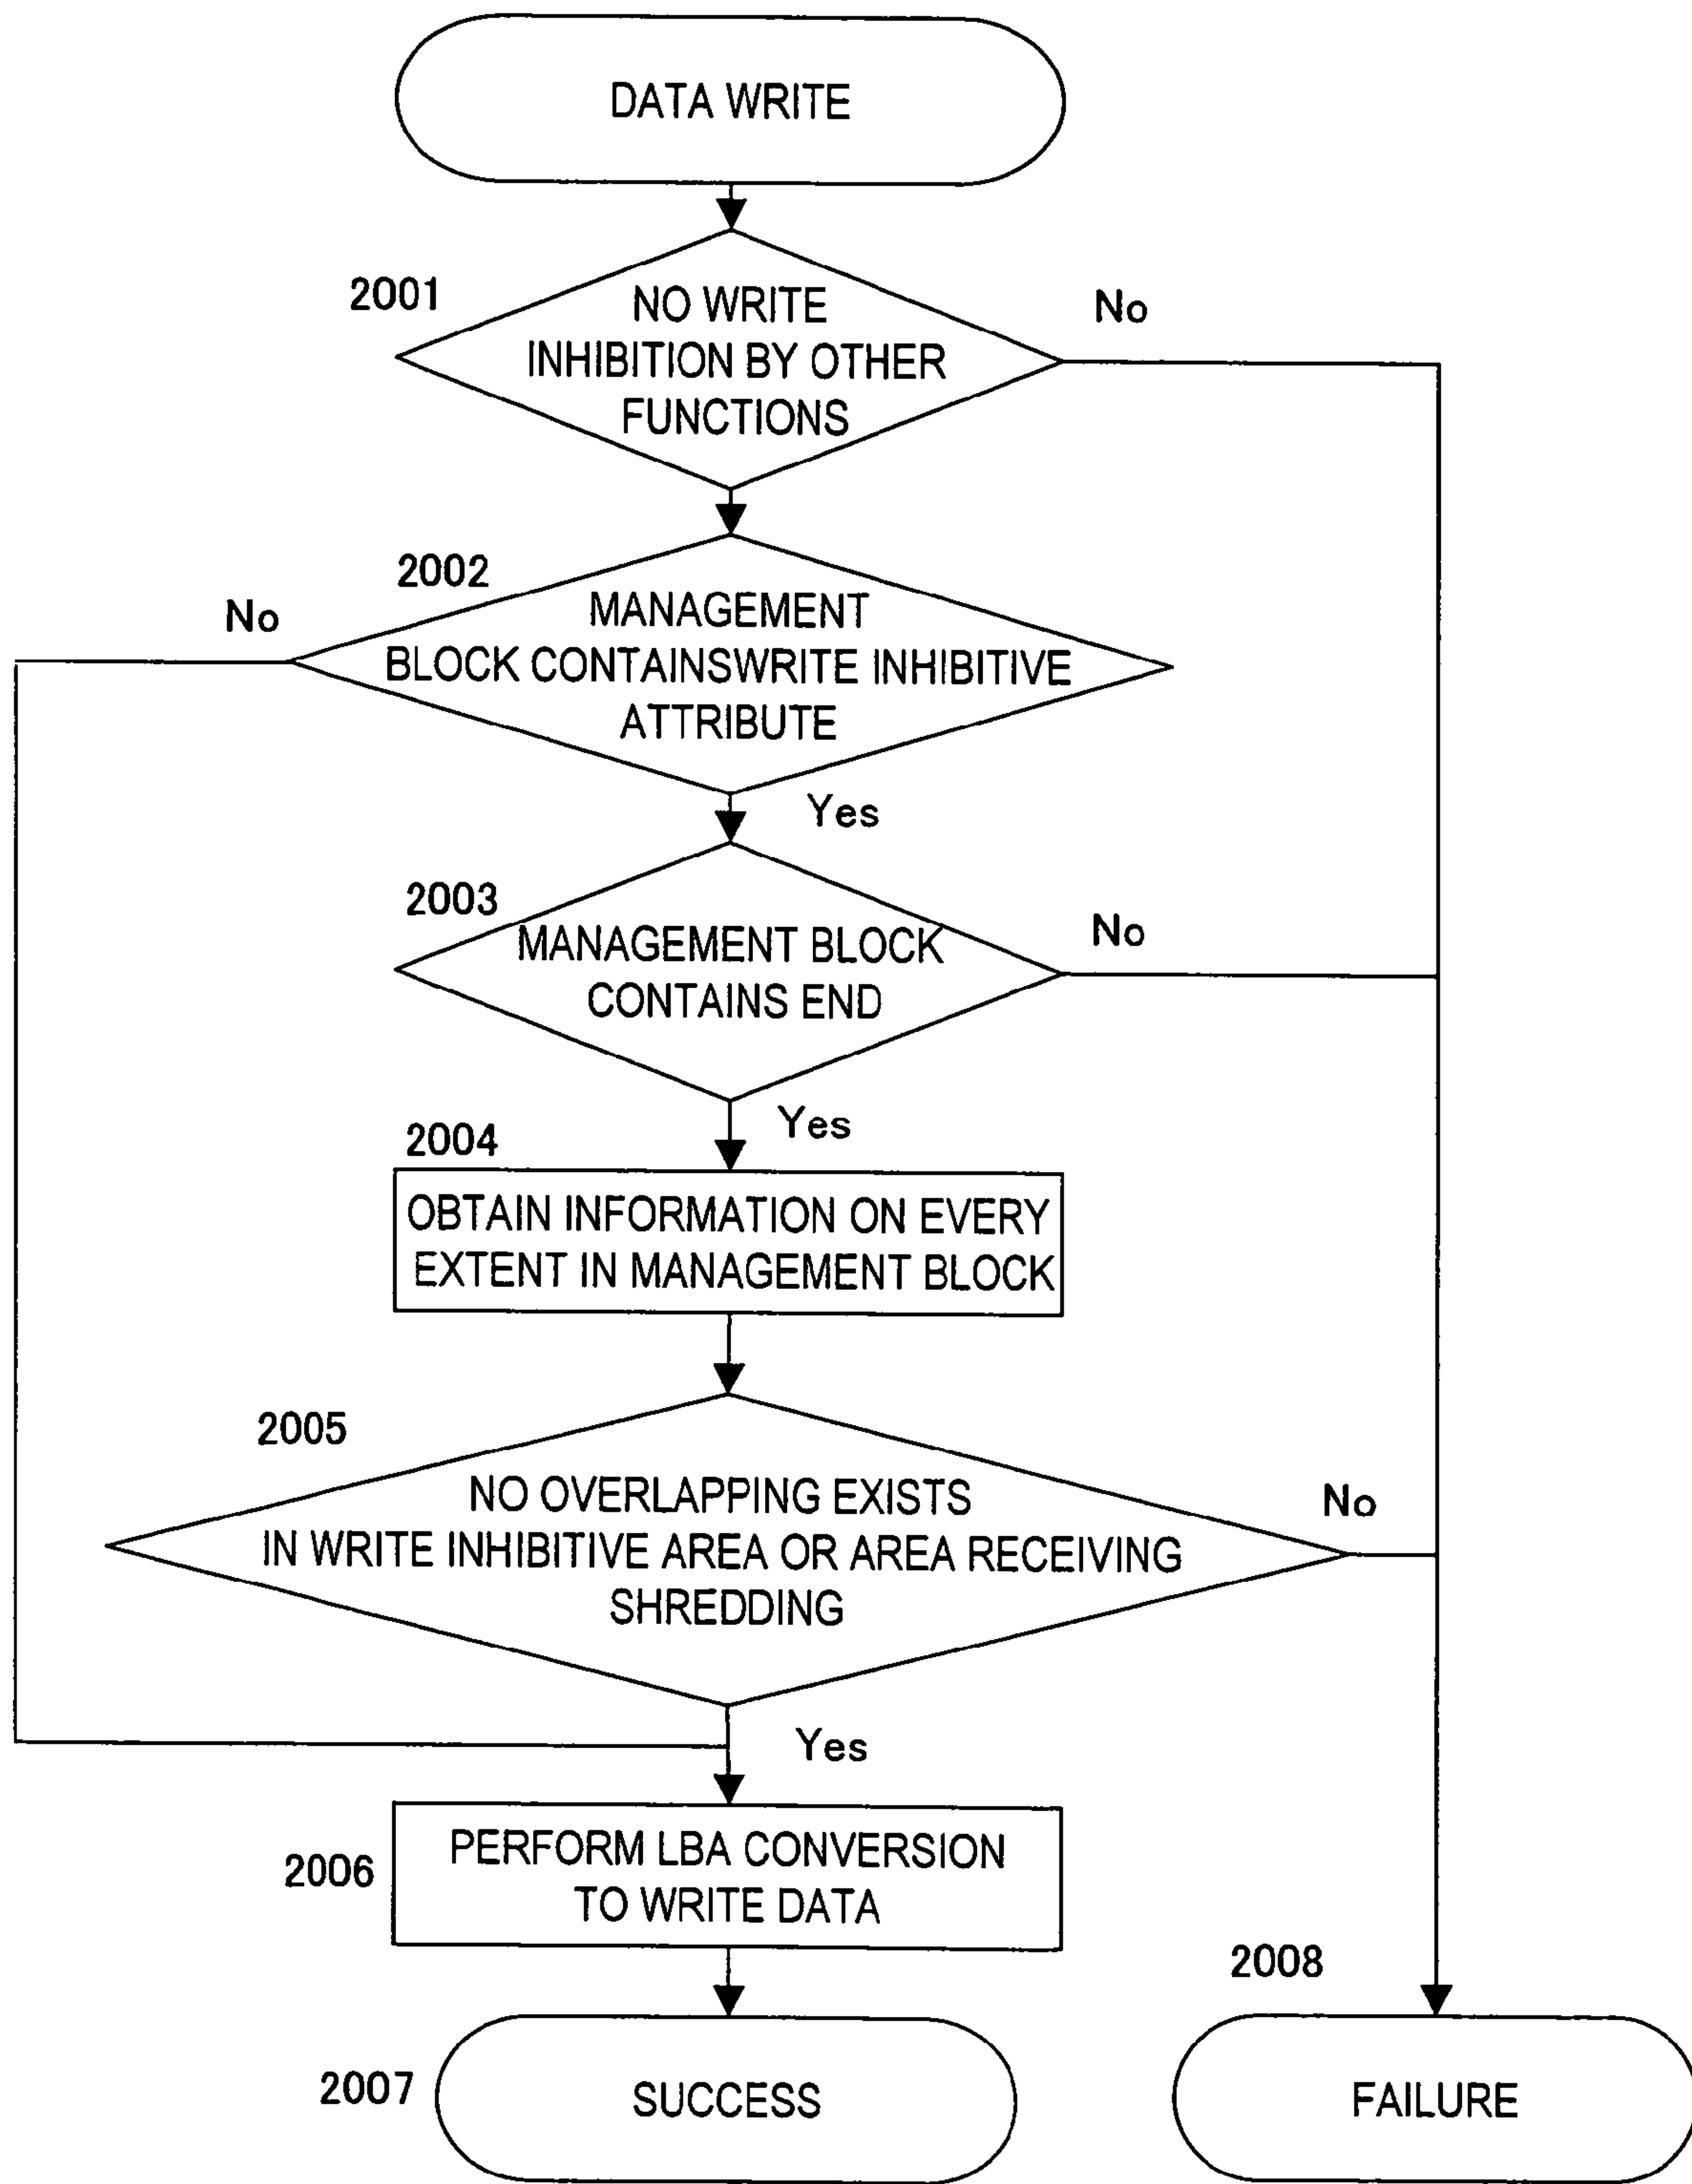 DATA WRITE
2001
NO WRITE
INHIBITION BY OTHER
FUNCTIONS
No
2002
No
MANAGEMENT
BLOCK CONTAINSWRITE INHIBITIVE
ATTRIBUTE
Yes
2003
MANAGEMENT BLOCK
CONTAINS END
No
Yes
2004
OBTAIN INFORMATION ON EVERY
EXTENT IN MANAGEMENT BLOCK
2005
NO OVERLAPPING EXISTS
IN WRITE INHIBITIVE AREA OR AREA RECEIVING
SHREDDING
No
Yes
2006
PERFORM LBA CONVERSION
TO WRITE DATA
2007
SUCCESS
2008
FAILURE